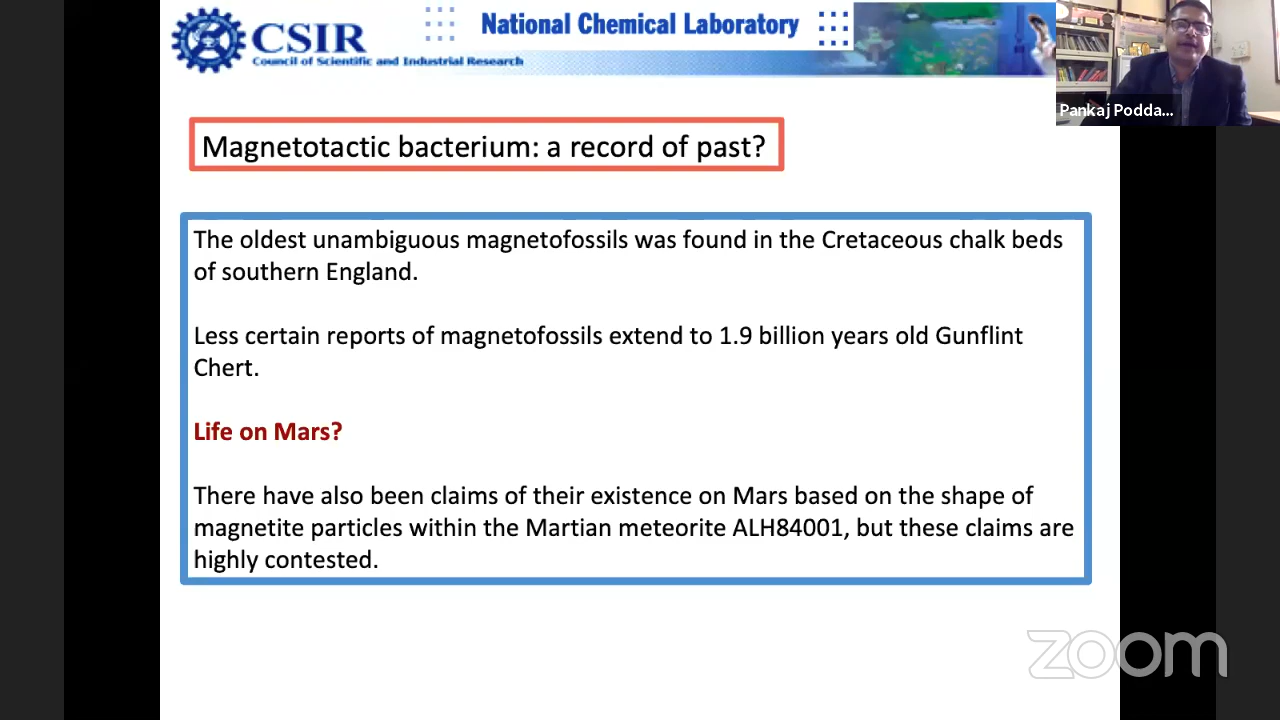 CSIR
National Chemical Laboratory
Council of Scientific and Industrial Research
Pankaj Podda...
Magnetotactic bacterium: a record of past?
The oldest unambiguous magnetofossils was found in the Cretaceous chalk beds
of southern England.
Less certain reports of magnetofossils extend to 1.9 billion years old Gunflint
Chert.
Life on Mars?
There have also been claims of their existence on Mars based on the shape of
magnetite particles within the Martian meteorite ALH84001, but these claims are
highly contested.
zoom